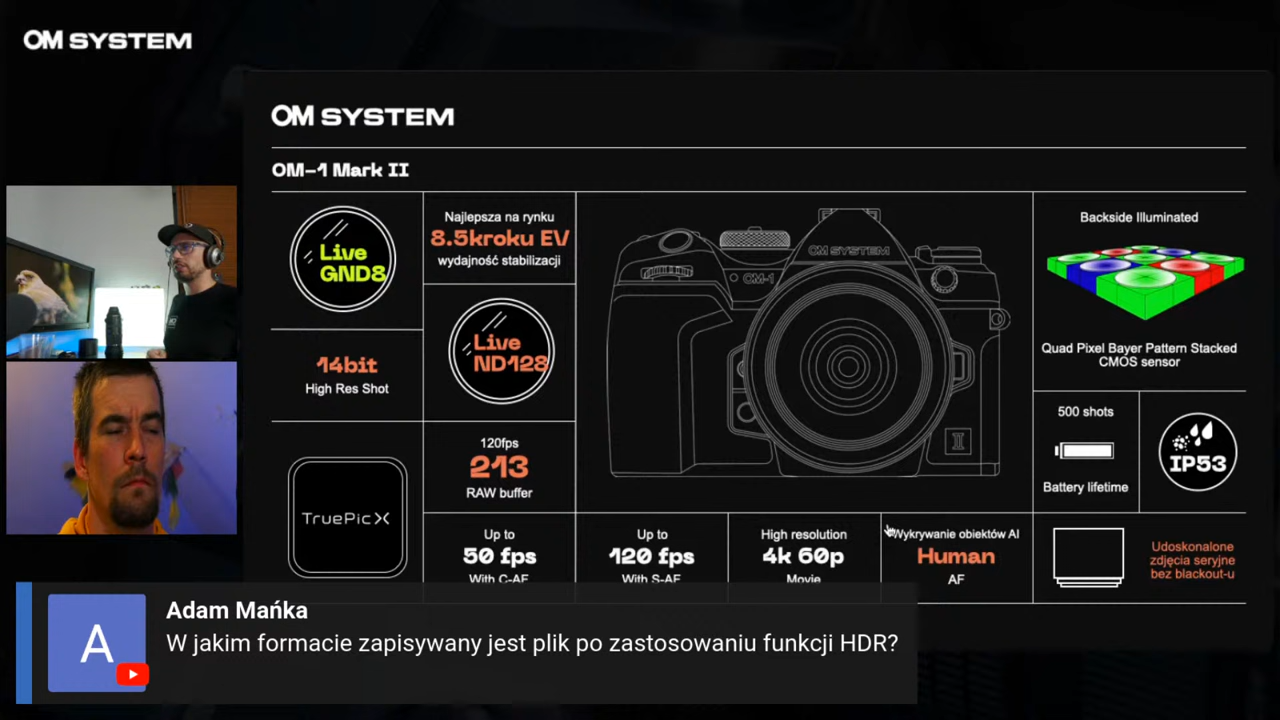 OM SYSTEM
OM SYSTEM
OM-1 Mark II
Live
GND8
14bit
High Res Shot
TruePic X
Najlepsza na rynku
8.5kroku EV
wydajność stabilizacji
Live
ND128
120fps
213
RAW buffer
Up to
50 fps
With C-AF
OM SYSTEM
OM-1
II
Up to
120 fps
With S-AF
High resolution
4k 60p
Movie
Wykrywanie obiektów AI
Human
AF
Backside Illuminated
Quad Pixel Bayer Pattern Stacked
CMOS sensor
500 shots
Battery lifetime
IP53
Udoskonalone
zdjęcia seryjne
bez blackout-u
A
Adam Mańka
W jakim formacie zapisywany jest plik po zastosowaniu funkcji HDR?